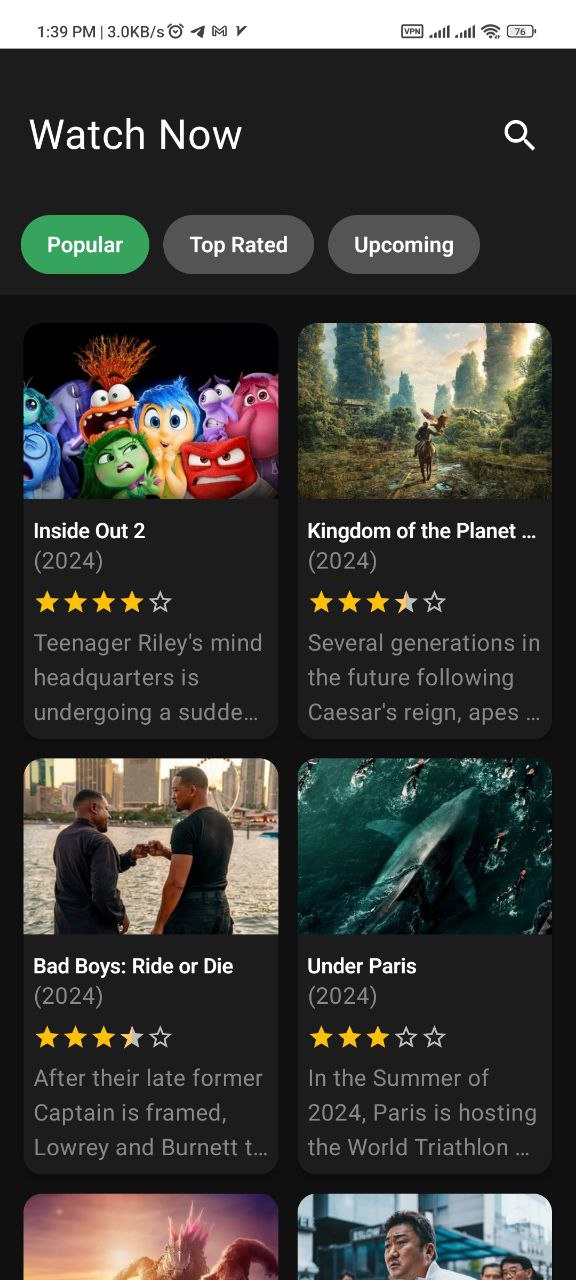 1:39 PM | 3.0KB/s
VPN
76
Watch Now
Popular
Top Rated
Upcoming
Inside Out 2
(2024)
Teenager Riley's mind
headquarters is
undergoing a sudde…
Kingdom of the Planet …
(2024)
Several generations in
the future following
Caesar's reign, apes …
Bad Boys: Ride or Die
(2024)
After their late former
Captain is framed,
Lowrey and Burnett t…
Under Paris
(2024)
In the Summer of
2024, Paris is hosting
the World Triathlon …